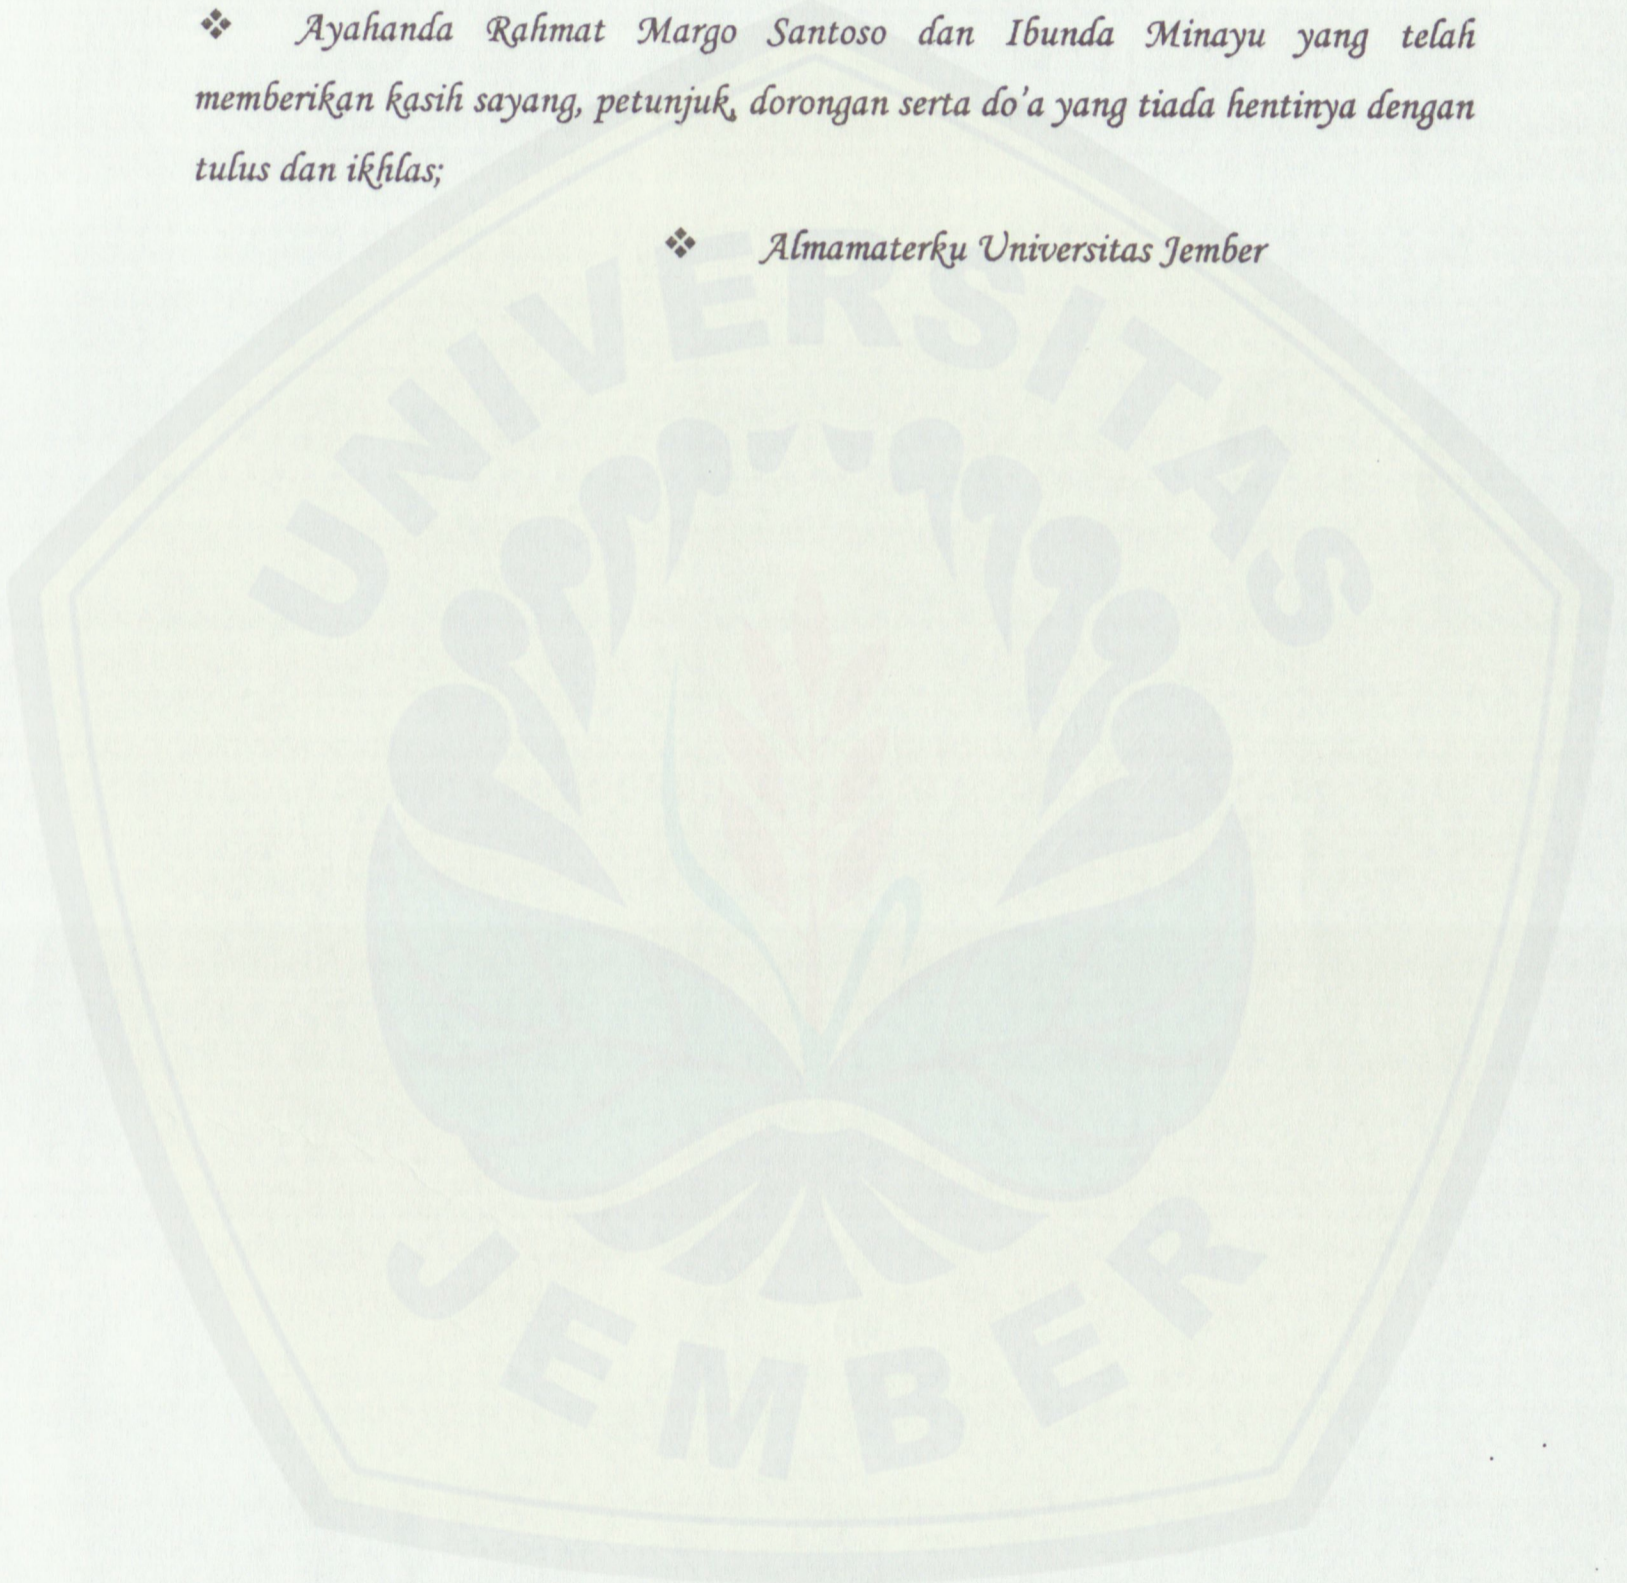 ❖ Ayahanda Rahmat Margo Santoso dan Ibunda Minayu yang telah
memberikan kasih sayang, petunjuk, dorongan serta do'a yang tiada hentinya dengan
tulus dan ikhlas;
❖ Almamaterku Universitas Jember
UNIVERSITAS
JEMBER